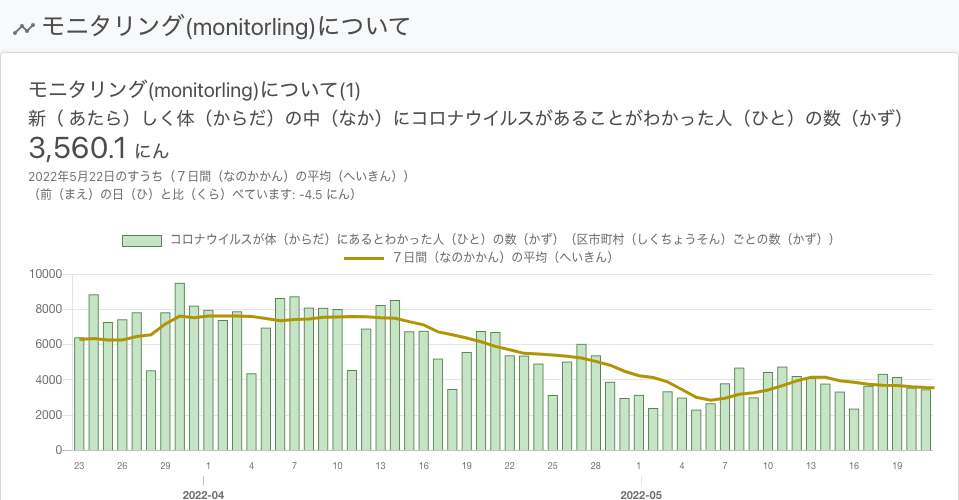 モニタリング(monitorling)について
モニタリング(monitorling)について(1)
新（ あたら）しく体（からだ）の中（なか）にコロナウイルスがあることがわかった人（ひと）の数（かず）
3,560.1 にん
2022年5月22日のすうち（７日間（なのかかん）の平均（へいきん））
（前（まえ）の日（ひ）と比（くら）べています: -4.5 にん）
コロナウイルスが体（からだ）にあるとわかった人（ひと）の数（かず）（区市町村（しくちょうそん）ごとの数（かず））
７日間（なのかかん）の平均（へいきん）
10000
8000
6000
4000
2000
0
23 26 29 1 4 7 10 13 16 19 22 25 28 1 4 7 10 13 16 19
2022-04 2022-05